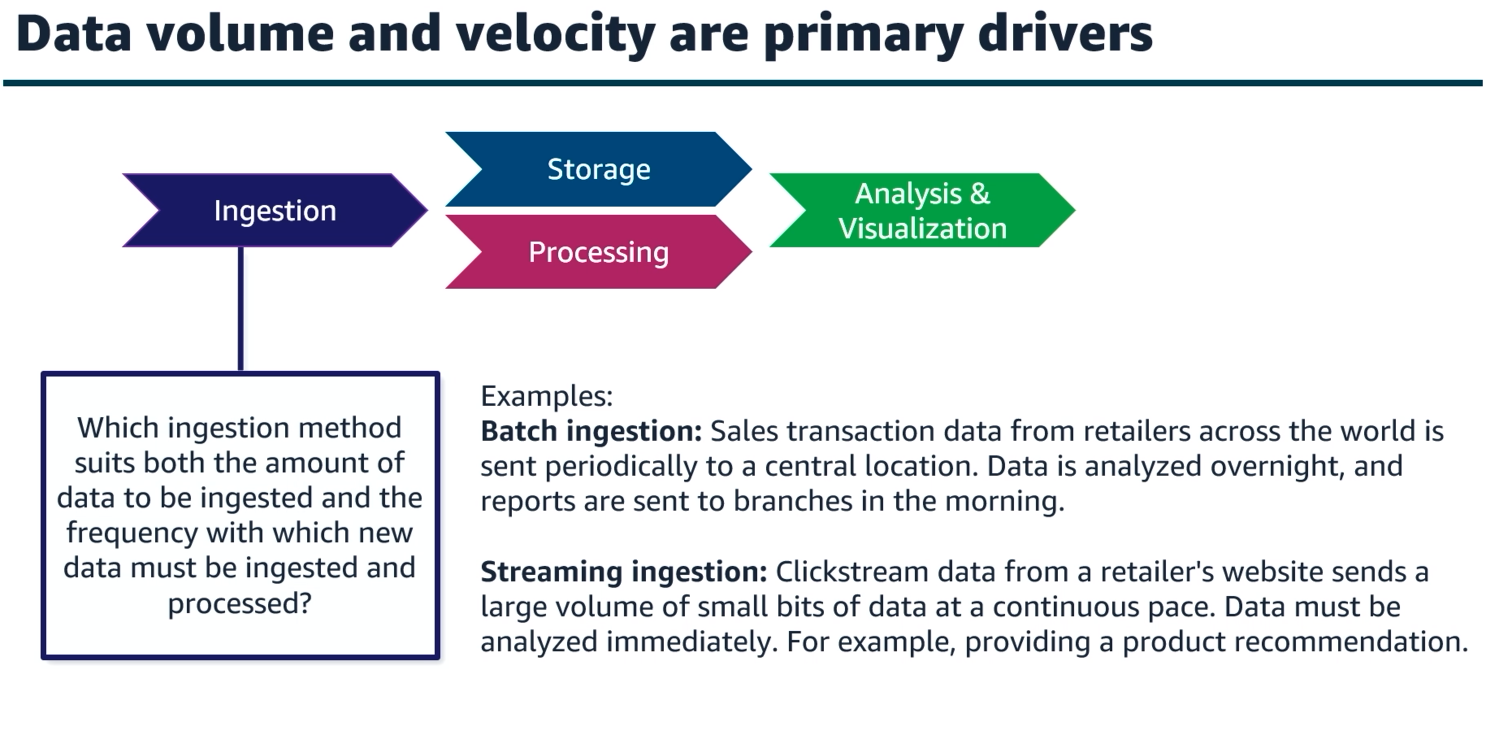 Data volume and velocity are primary drivers
Ingestion
Storage
Processing
Analysis &
Visualization
Which ingestion method
suits both the amount of
data to be ingested and the
frequency with which new
data must be ingested and
processed?
Examples:
Batch ingestion: Sales transaction data from retailers across the world is
sent periodically to a central location. Data is analyzed overnight, and
reports are sent to branches in the morning.
Streaming ingestion: Clickstream data from a retailer's website sends a
large volume of small bits of data at a continuous pace. Data must be
analyzed immediately. For example, providing a product recommendation.